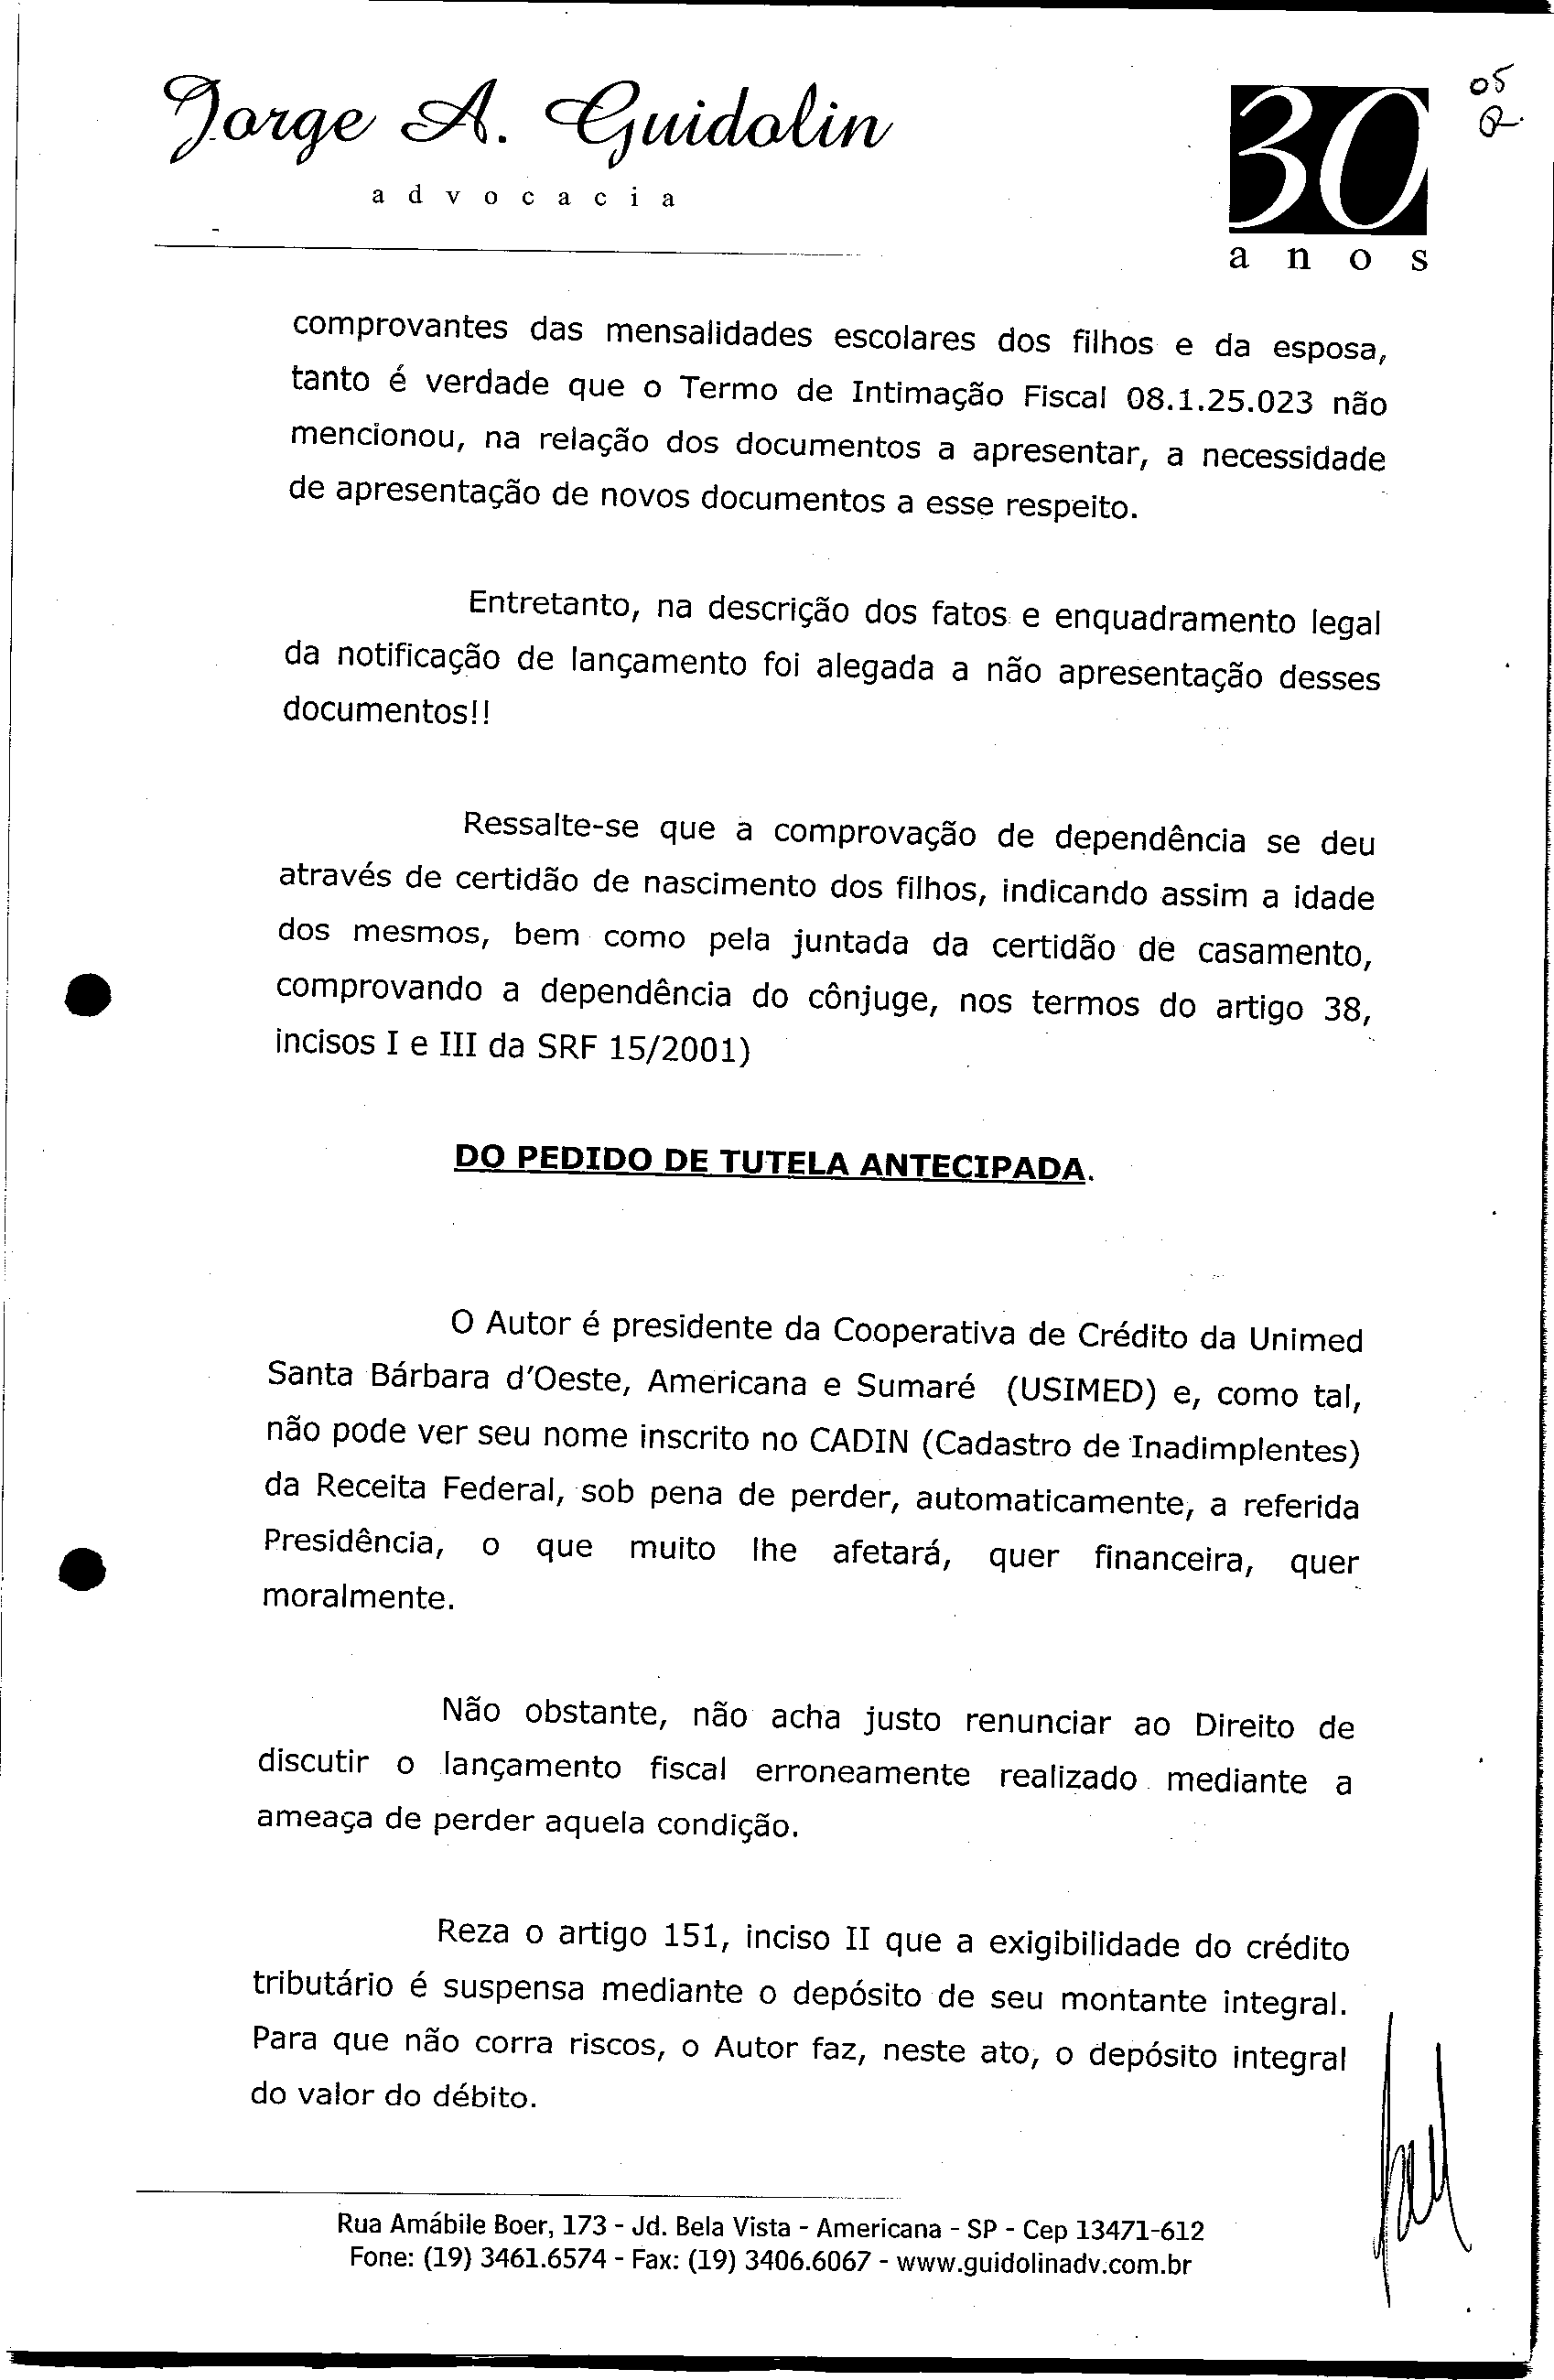 Jorge A. Guidolin
advocacia
30
anos
05
comprovantes das mensalidades escolares dos filhos e da esposa,
tanto é verdade que o Termo de Intimação Fiscal 08.1.25.023 não
mencionou, na relação dos documentos a apresentar, a necessidade
de apresentação de novos documentos a esse respeito.
Entretanto, na descrição dos fatos e enquadramento legal
da notificação de lançamento foi alegada a não apresentação desses
documentos!!
Ressalte-se que a comprovação de dependência se deu
através de certidão de nascimento dos filhos, indicando assim a idade
dos mesmos, bem como pela juntada da certidão de casamento,
comprovando a dependência do cônjuge, nos termos do artigo 38,
incisos I e III da SRF 15/2001)
DO PEDIDO DE TUTELA ANTECIPADA.
O Autor é presidente da Cooperativa de Crédito da Unimed
Santa Bárbara d'Oeste, Americana e Sumaré (USIMED) e, como tal,
não pode ver seu nome inscrito no CADIN (Cadastro de Inadimplentes)
da Receita Federal, sob pena de perder, automaticamente, a referida
Presidência, o que muito lhe afetará, quer financeira, quer
moralmente.
Não obstante, não acha justo renunciar ao Direito de
discutir o lançamento fiscal erroneamente realizado mediante a
ameaça de perder aquela condição.
Reza o artigo 151, inciso II que a exigibilidade do crédito
tributário é suspensa mediante o depósito de seu montante integral.
Para que não corra riscos, o Autor faz, neste ato, o depósito integral
do valor do débito.
Rua Amábile Boer, 173 - Jd. Bela Vista - Americana - SP - Cep 13471-612
Fone: (19) 3461.6574 - Fax: (19) 3406.6067 - www.guidolinadv.com.br